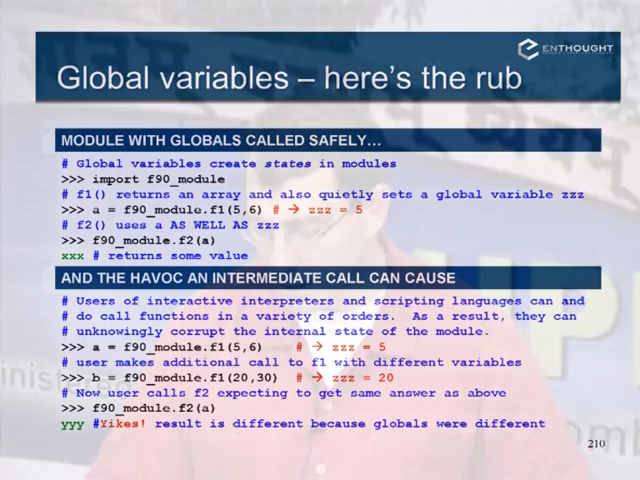 ENTHOUGHT
Global variables – here's the rub
MODULE WITH GLOBALS CALLED SAFELY…
# Global variables create states in modules
>>> import f90_module
# f1() returns an array and also quietly sets a global variable zzz
>>> a = f90_module.f1(5,6) # → zzz = 5
# f2() uses a AS WELL AS zzz
>>> f90_module.f2(a)
xxx # returns some value
AND THE HAVOC AN INTERMEDIATE CALL CAN CAUSE
# Users of interactive interpreters and scripting languages can and
# do call functions in a variety of orders. As a result, they can
# unknowingly corrupt the internal state of the module.
>>> a = f90_module.f1(5,6) # → zzz = 5
# user makes additional call to f1 with different variables
>>> b = f90_module.f1(20,30) # → zzz = 20
# Now user calls f2 expecting to get same answer as above
>>> f90_module.f2(a)
yyy #Yikes! result is different because globals were different
210